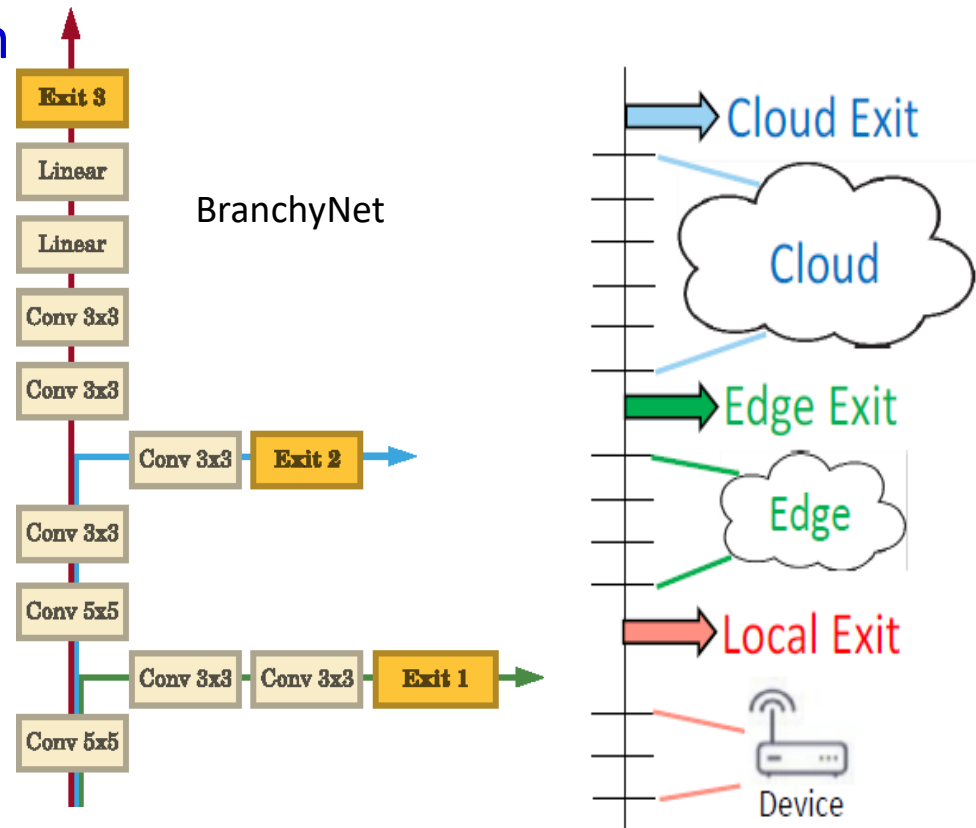 n
Exit 3
Linear
Linear
Conv 3x3
Conv 3x3
Conv 3x3 Exit 2
Conv 3x3
Conv 5x5
Conv 3x3 Conv 3x3 Exit 1
Conv 5x5
BranchyNet
Cloud Exit
Cloud
Edge Exit
Edge
Local Exit
Device